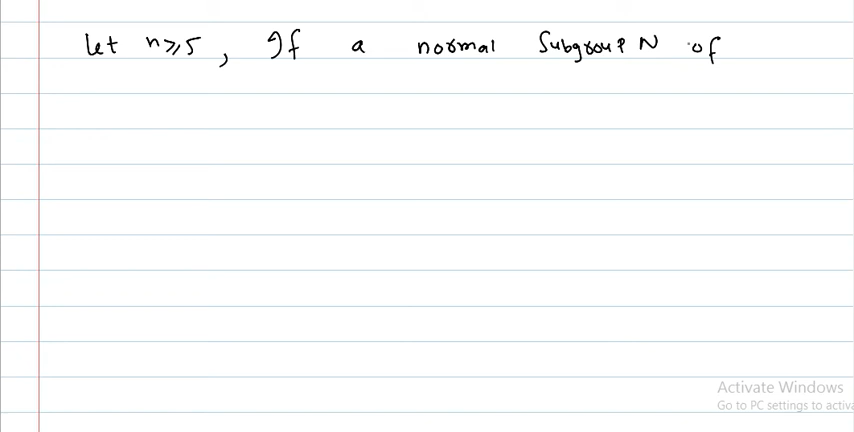 Let n≥5, If a normal Subgroup N of
Activate Windows
Go to PC settings to activa